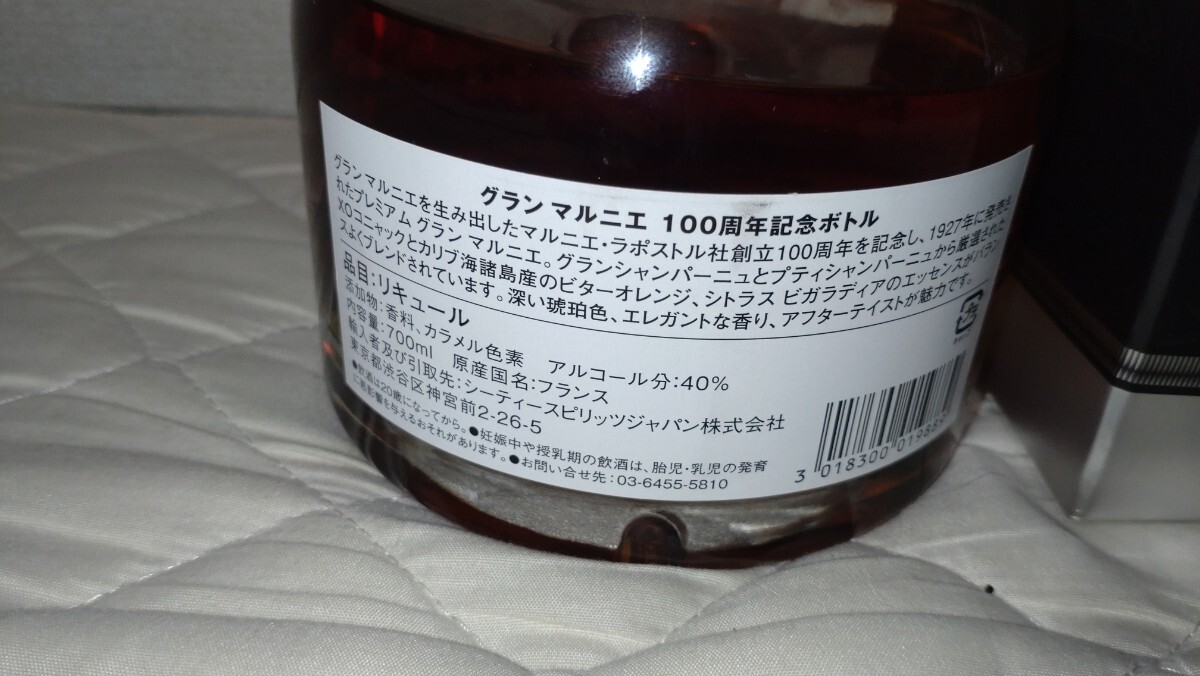 グラン マルニエ 100周年記念ボトル
グランマルニエを生み出したマルニエ・ラポストル社創立100周年を記念し、1927年に発売さ
れたプレミアム グラン マルニエ。グランシャンパーニュとプティシャンパーニュから厳選された
XOコニャックとカリブ海諸島産のビターオレンジ、シトラス ビガラディアのエッセンスがバラン
スよくブレンドされています。深い琥珀色、エレガントな香り、アフターテイストが魅力です。
品目:リキュール
添加物:香料、カラメル色素 アルコール分:40%
内容量:700ml 原産国名:フランス
輸入者及び引取先:シーティースピリッツジャパン株式会社
東京都渋谷区神宮前2-26-5
●飲酒は20歳になってから。●妊娠中や授乳期の飲酒は、胎児・乳児の発育
に悪影響を与えるおそれがあります。●お問い合せ先:03-6455-5810
3 018300 019889